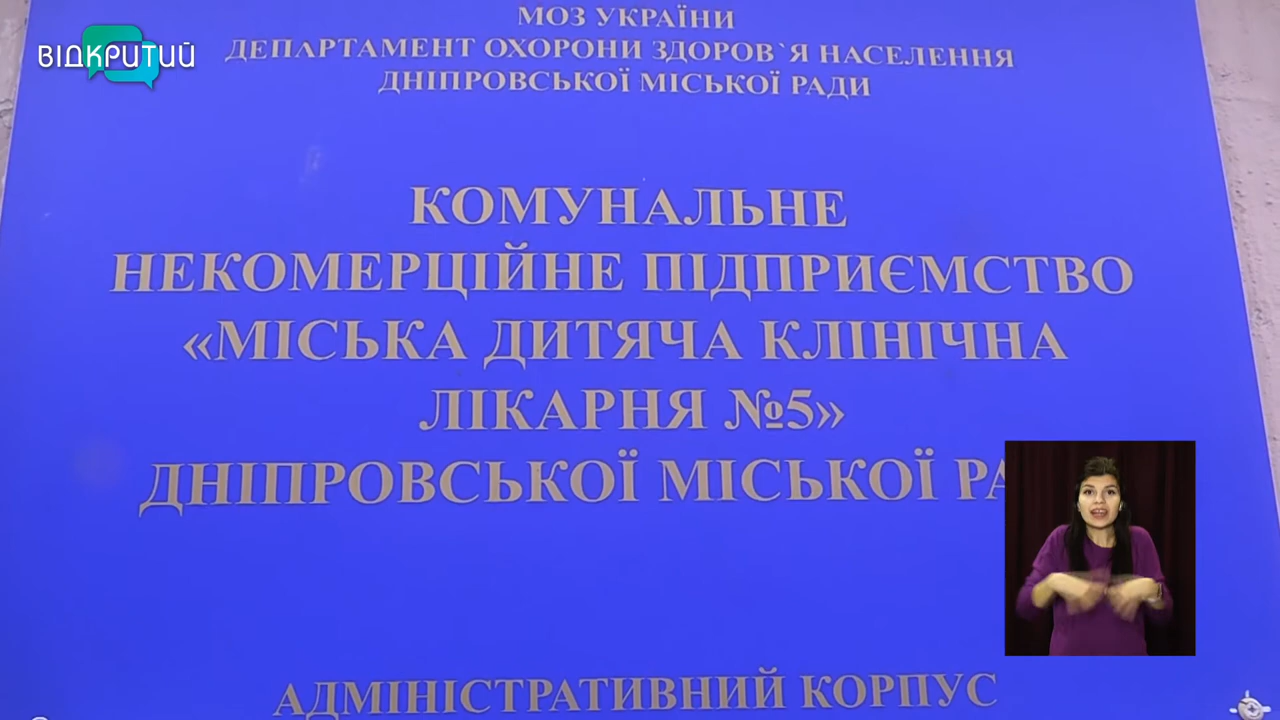 ВІДКРИТИЙ
МОЗ УКРАЇНИ
ДЕПАРТАМЕНТ ОХОРОНИ ЗДОРОВ`Я НАСЕЛЕННЯ
ДНІПРОВСЬКОЇ МІСЬКОЇ РАДИ
КОМУНАЛЬНЕ
НЕКОМЕРЦІЙНЕ ПІДПРИЄМСТВО
«МІСЬКА ДИТЯЧА КЛІНІЧНА
ЛІКАРНЯ №5»
ДНІПРОВСЬКОЇ МІСЬКОЇ
АДМІНІСТРАТИВНИЙ КОРПУС